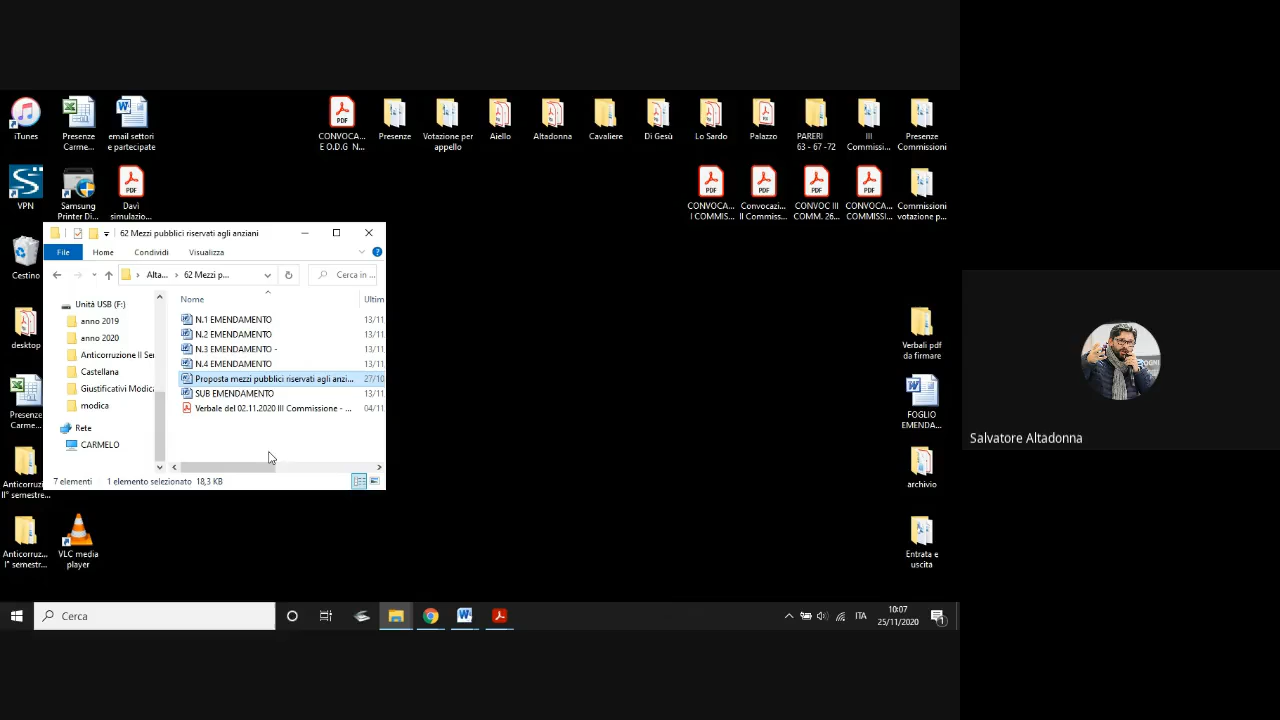 iTunes
Presenze
Carme...
email settori
e partecipate
CONVOCA...
E O.D.G N...
Presenze
Votazione per
appello
Aiello
Altadonna
Cavaliere
Di Gesù
Lo Sardo
Palazzo
PARERI
63 - 67 -72
III
Commissi...
Presenze
Commissioni
VPN
Samsung
Printer Di...
Davì
simulazio...
CONVOCA...
I COMMIS...
Convocazi...
II Commiss...
CONVOC III
COMM. 26...
CONVOCA...
COMMISSI...
Commissioni
votazione p...
62 Mezzi pubblici riservati agli anziani
File
Home
Condividi
Visualizza
Alta...
62 Mezzi p...
Cerca in ...
Cestino
Nome
Ultim
Unità USB (F:)
anno 2019
anno 2020
Anticorruzione II Se
Castellana
Giustificativi Modica
modica
Rete
CARMELO
N.1 EMENDAMENTO
13/11
N.2 EMENDAMENTO
13/11
N.3 EMENDAMENTO -
13/11
N.4 EMENDAMENTO
13/11
Proposta mezzi pubblici riservati agli anzi...
27/10
SUB EMENDAMENTO
13/11
Verbale del 02.11.2020 III Commissione - ...
04/11
7 elementi
1 elemento selezionato 18,3 KB
desktop
Presenze
Carme...
Anticorruz...
II° semestre...
Anticorruz...
I° semestr...
VLC media
player
Verbali pdf
da firmare
FOGLIO
EMENDA...
archivio
Entrata e
uscita
Salvatore Altadonna
Cerca
ITA
10:07
25/11/2020
1